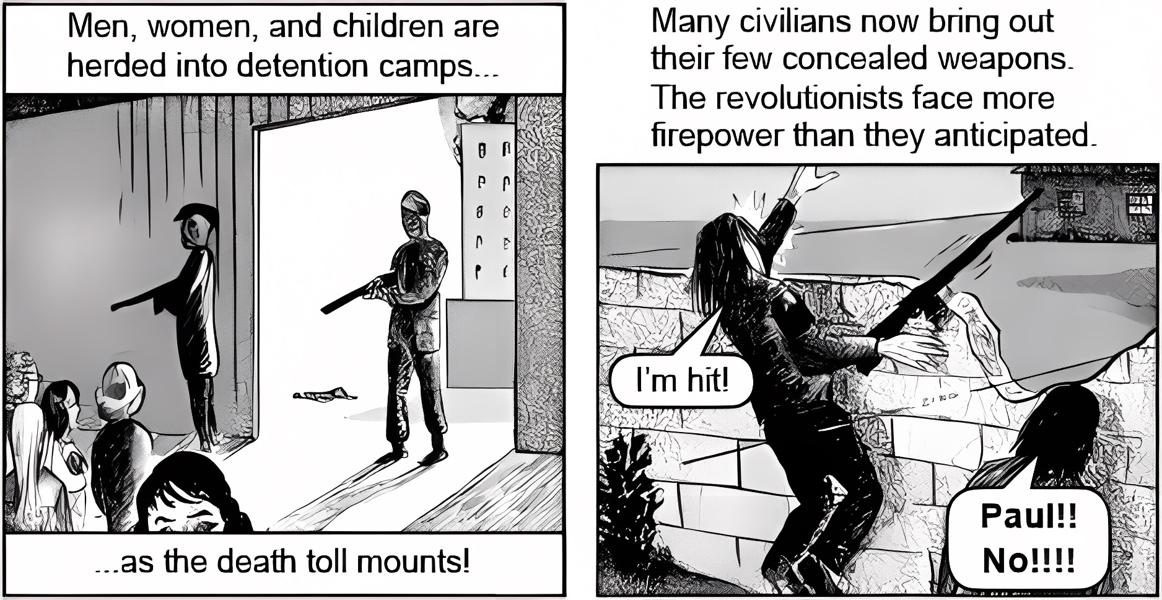 Men, women, and children are
herded into detention camps...
...as the death toll mounts!
Many civilians now bring out
their few concealed weapons.
The revolutionists face more
firepower than they anticipated.
I'm hit!
Paul!!
No!!!!